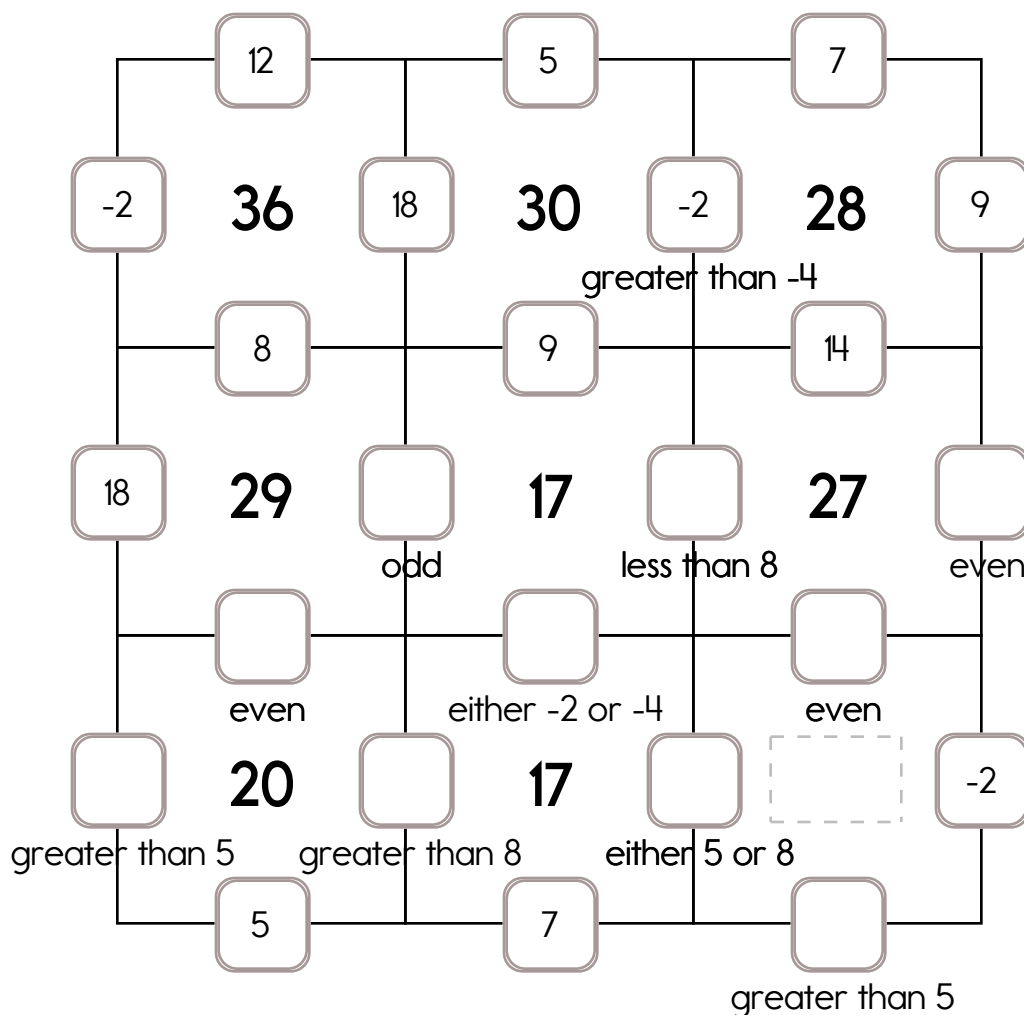 12 5 7
-2 36 18 30 -2 28 9
greater than -4
8 9 14
18 29 17 27
odd less than 8 even
even either -2 or -4 even
20 17 -2
greater than 5 greater than 8 either 5 or 8
5 7
greater than 5